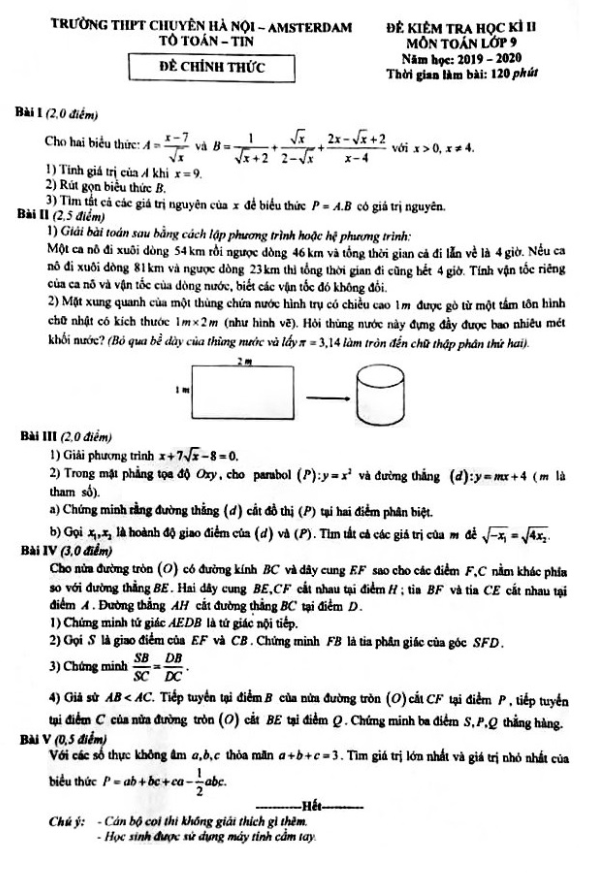 TRƯỜNG THPT CHUYÊN HÀ NỘI – AMSTERDAM
TỔ TOÁN – TIN
ĐỀ CHÍNH THỨC
ĐỀ KIỂM TRA HỌC KÌ II
MÔN TOÁN LỚP 9
Năm học: 2019 – 2020
Thời gian làm bài: 120 phút
Bài I (2,0 điểm)
Cho hai biểu thức: A = (x − 7)/√x và B = 1/(√x + 2) + √x/(2 − √x) + (2x − √x + 2)/(x − 4) với x > 0, x ≠ 4.
1) Tính giá trị của A khi x = 9.
2) Rút gọn biểu thức B.
3) Tìm tất cả các giá trị nguyên của x để biểu thức P = A.B có giá trị nguyên.
Bài II (2,5 điểm)
1) Giải bài toán sau bằng cách lập phương trình hoặc hệ phương trình:
Một ca nô đi xuôi dòng 54 km rồi ngược dòng 46 km và tổng thời gian cả đi lẫn về là 4 giờ. Nếu ca
nô đi xuôi dòng 81 km và ngược dòng 23 km thì tổng thời gian đi cũng hết 4 giờ. Tính vận tốc riêng
của ca nô và vận tốc của dòng nước, biết các vận tốc đó không đổi.
2) Mặt xung quanh của một thùng chứa nước hình trụ có chiều cao 1m được gò từ một tấm tôn hình
chữ nhật có kích thước 1m × 2m (như hình vẽ). Hỏi thùng nước này đựng đầy được bao nhiêu mét
khối nước? (Bỏ qua bề dày của thùng nước và lấy π = 3,14 làm tròn đến chữ thập phân thứ hai).
2 m
1 m
Bài III (2,0 điểm)
1) Giải phương trình x + 7√x − 8 = 0.
2) Trong mặt phẳng tọa độ Oxy, cho parabol (P): y = x² và đường thẳng (d): y = mx + 4 ( m là
tham số).
a) Chứng minh rằng đường thẳng (d) cắt đồ thị (P) tại hai điểm phân biệt.
b) Gọi x₁, x₂ là hoành độ giao điểm của (d) và (P). Tìm tất cả các giá trị của m để √(−x₁) = √(4x₂).
Bài IV (3,0 điểm)
Cho nửa đường tròn (O) có đường kính BC và dây cung EF sao cho các điểm F,C nằm khác phía
so với đường thẳng BE. Hai dây cung BE,CF cắt nhau tại điểm H ; tia BF và tia CE cắt nhau tại
điểm A . Đường thẳng AH cắt đường thẳng BC tại điểm D.
1) Chứng minh tứ giác AEDB là tứ giác nội tiếp.
2) Gọi S là giao điểm của EF và CB . Chứng minh FB là tia phân giác của góc SFD.
3) Chứng minh SB/SC = DB/DC .
4) Giả sử AB < AC. Tiếp tuyến tại điểm B của nửa đường tròn (O) cắt CF tại điểm P , tiếp tuyến
tại điểm C của nửa đường tròn (O) cắt BE tại điểm Q . Chứng minh ba điểm S,P,Q thẳng hàng.
Bài V (0,5 điểm)
Với các số thực không âm a,b,c thỏa mãn a + b + c = 3. Tìm giá trị lớn nhất và giá trị nhỏ nhất của
biểu thức P = ab + bc + ca − 1/2 abc.
Hết
Chú ý: - Cán bộ coi thi không giải thích gì thêm.
- Học sinh được sử dụng máy tính cầm tay.